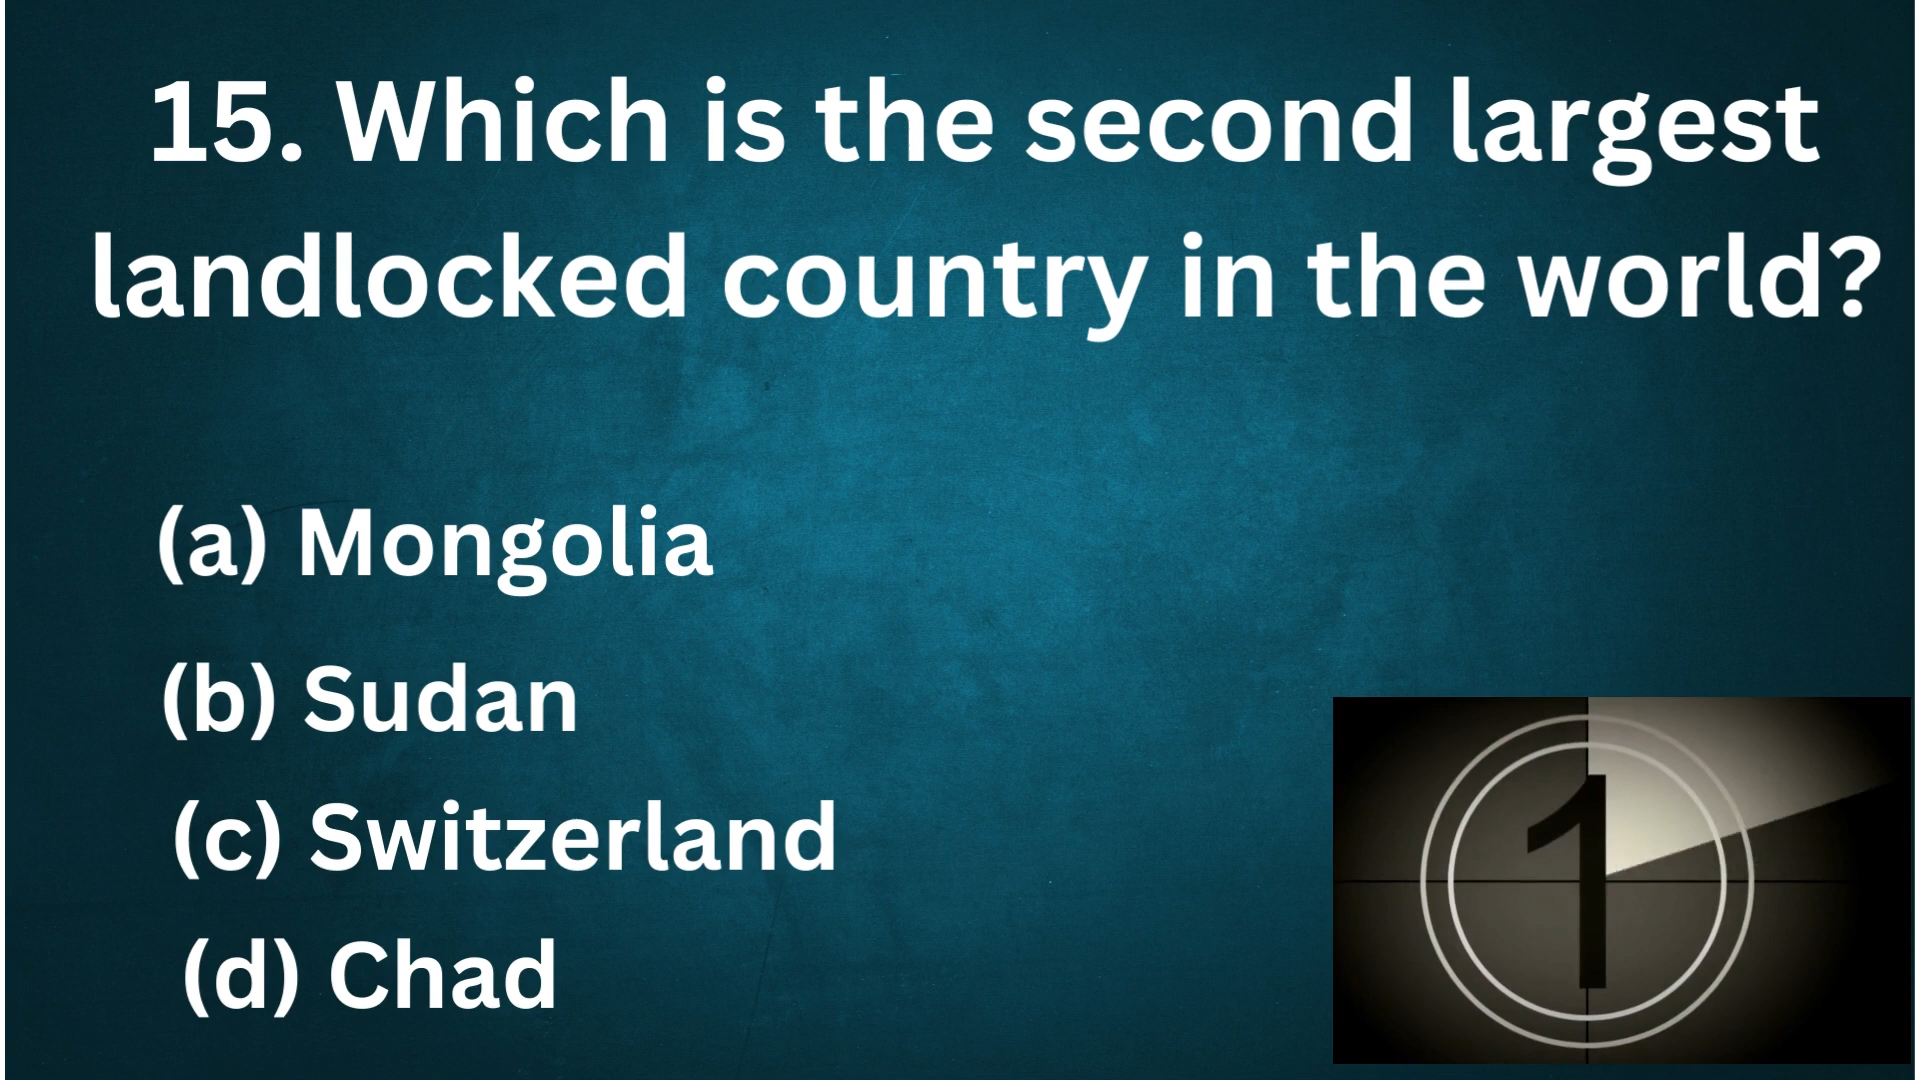 15. Which is the second largest
landlocked country in the world?
(a) Mongolia
(b) Sudan
(c) Switzerland
(d) Chad
1